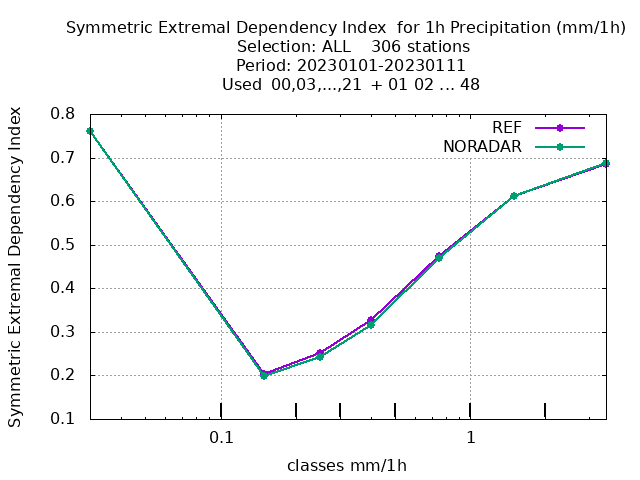 Symmetric Extremal Dependency Index  for 1h Precipitation (mm/1h)
Selection: ALL    306 stations
Period: 20230101-20230111
Used  00,03,...,21  + 01 02 ... 48
Symmetric Extremal Dependency Index
REF
NORADAR
0.8
0.7
0.6
0.5
0.4
0.3
0.2
0.1
0.1 1
classes mm/1h